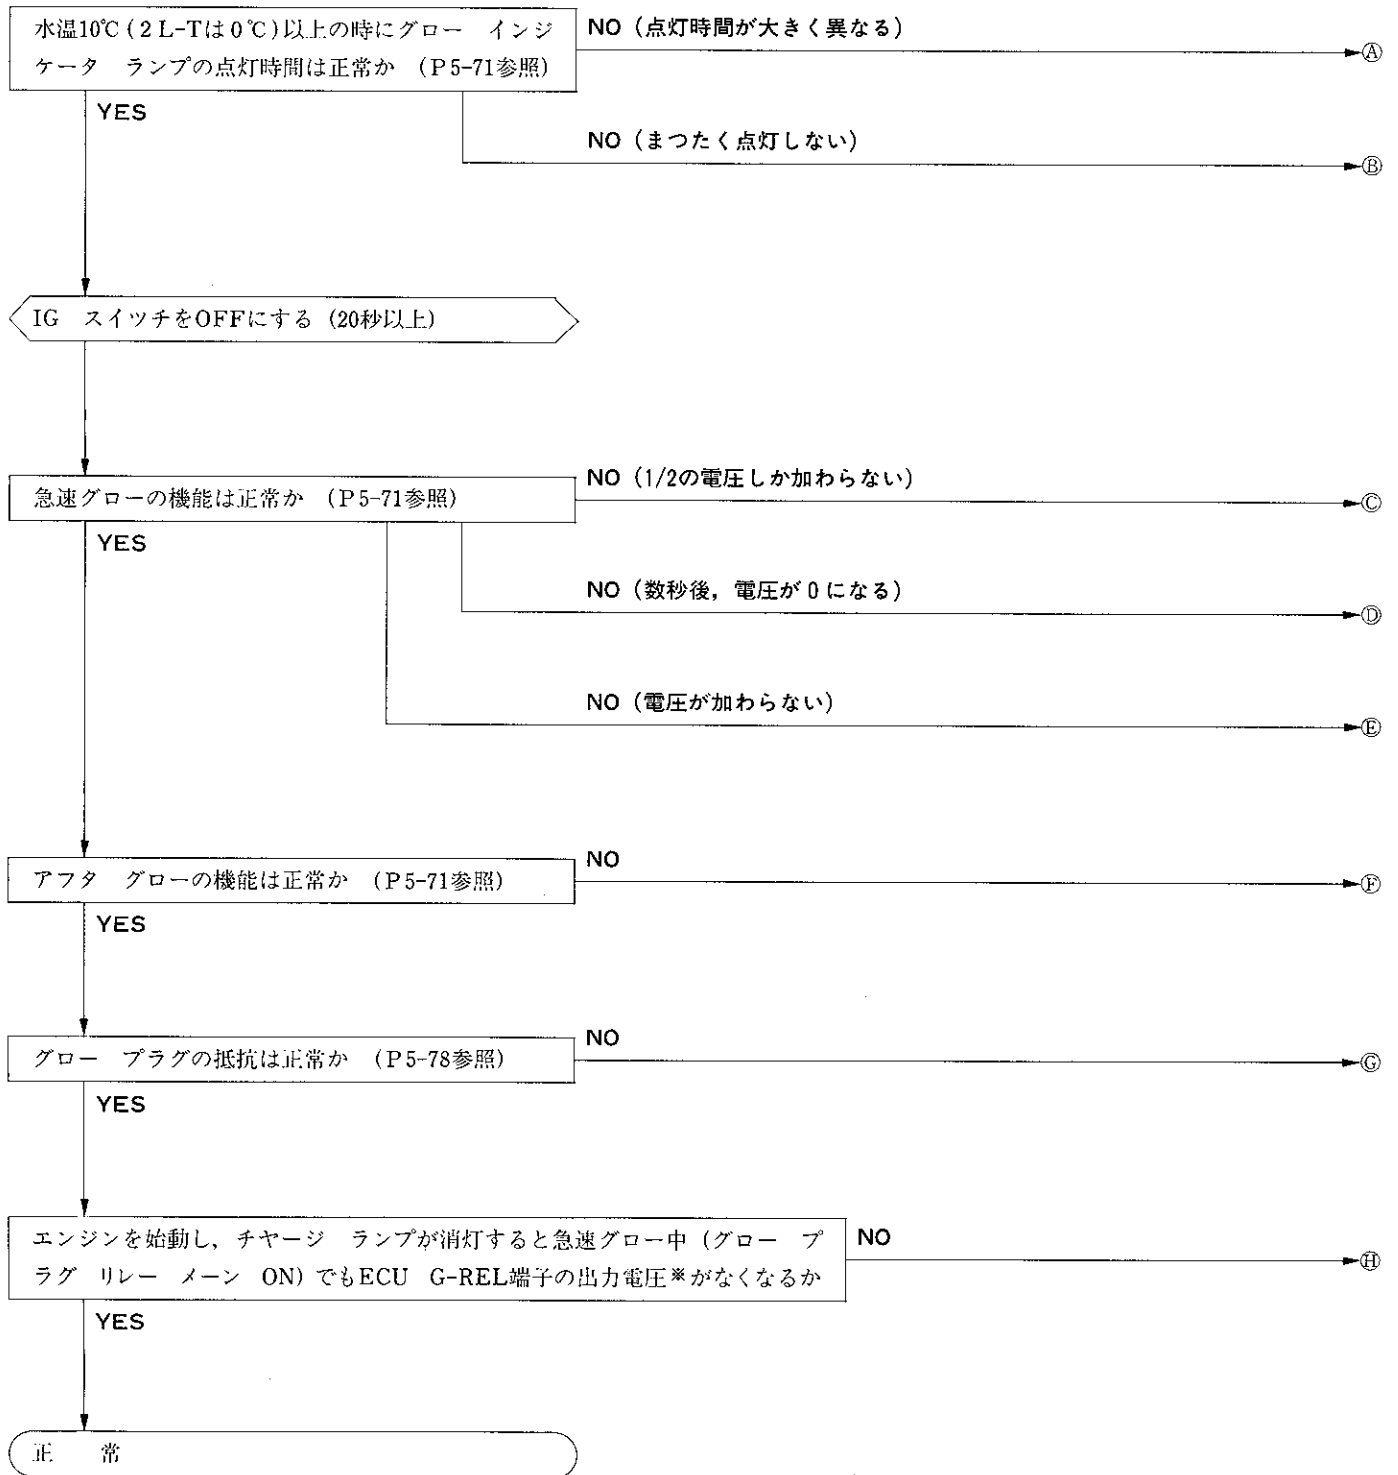 水温10℃(2L-Tは0℃)以上の時にグロー　インジ
ケータ　ランプの点灯時間は正常か　(P5-71参照)
NO（点灯時間が大きく異なる）
Ⓐ
YES
NO（まつたく点灯しない）
Ⓑ
IG　スイツチをOFFにする（20秒以上）
急速グローの機能は正常か　(P5-71参照)
NO（1/2の電圧しか加わらない）
Ⓒ
YES
NO（数秒後，電圧が0になる）
Ⓓ
NO（電圧が加わらない）
Ⓔ
アフタ　グローの機能は正常か　(P5-71参照)
NO
Ⓕ
YES
グロー　プラグの抵抗は正常か　(P5-78参照)
NO
Ⓖ
YES
エンジンを始動し，チヤージ　ランプが消灯すると急速グロー中（グロー　プ
ラグ　リレー　メーン　ON）でもECU　G-REL端子の出力電圧※がなくなるか
NO
Ⓗ
YES
正　常